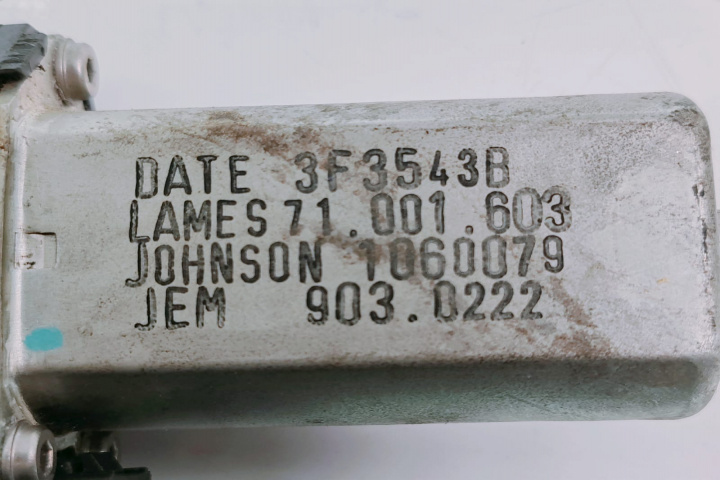 DATE 3F3543B
LAMES 71.001.603
JOHNSON 1060079
JEM 903.0222